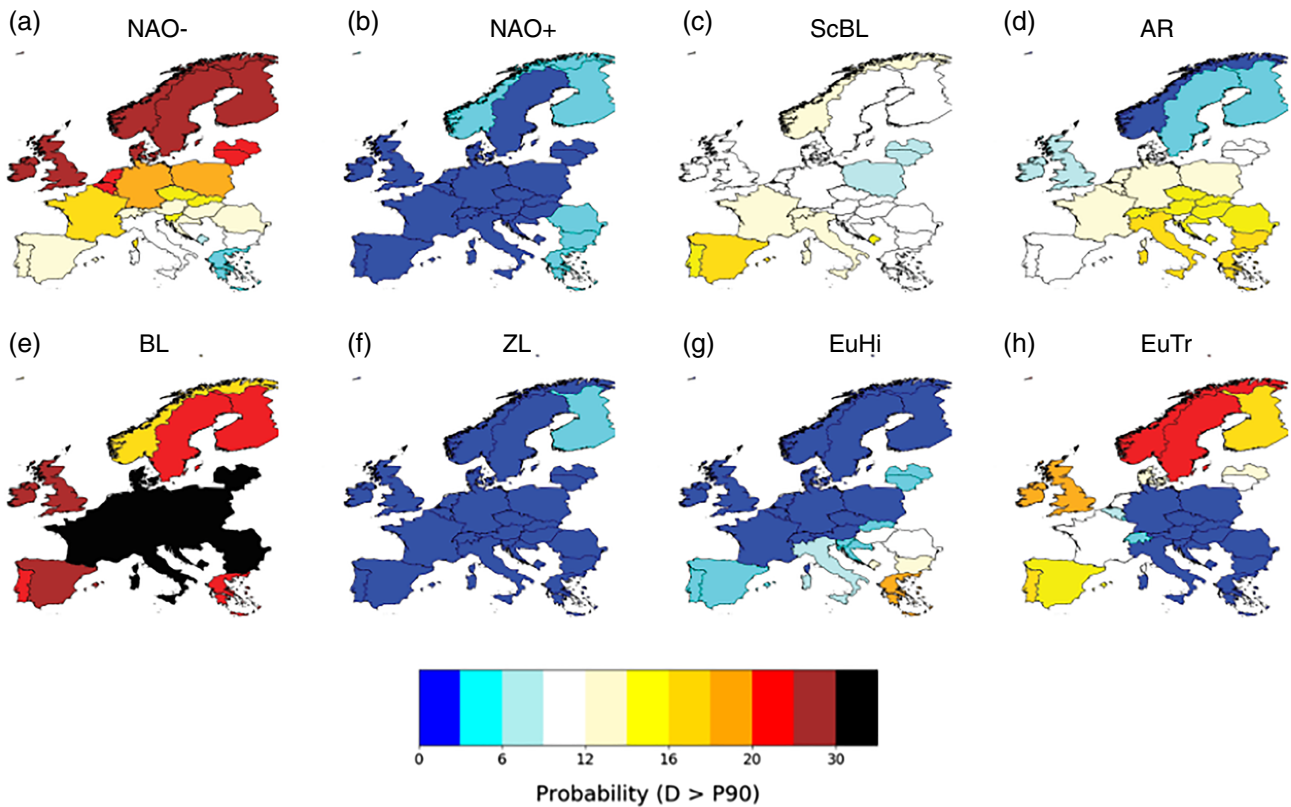 (a) NAO- (b) NAO+ (c) ScBL (d) AR
(e) BL (f) ZL (g) EuHi (h) EuTr
0 6 12 16 20 30
Probability (D > P90)